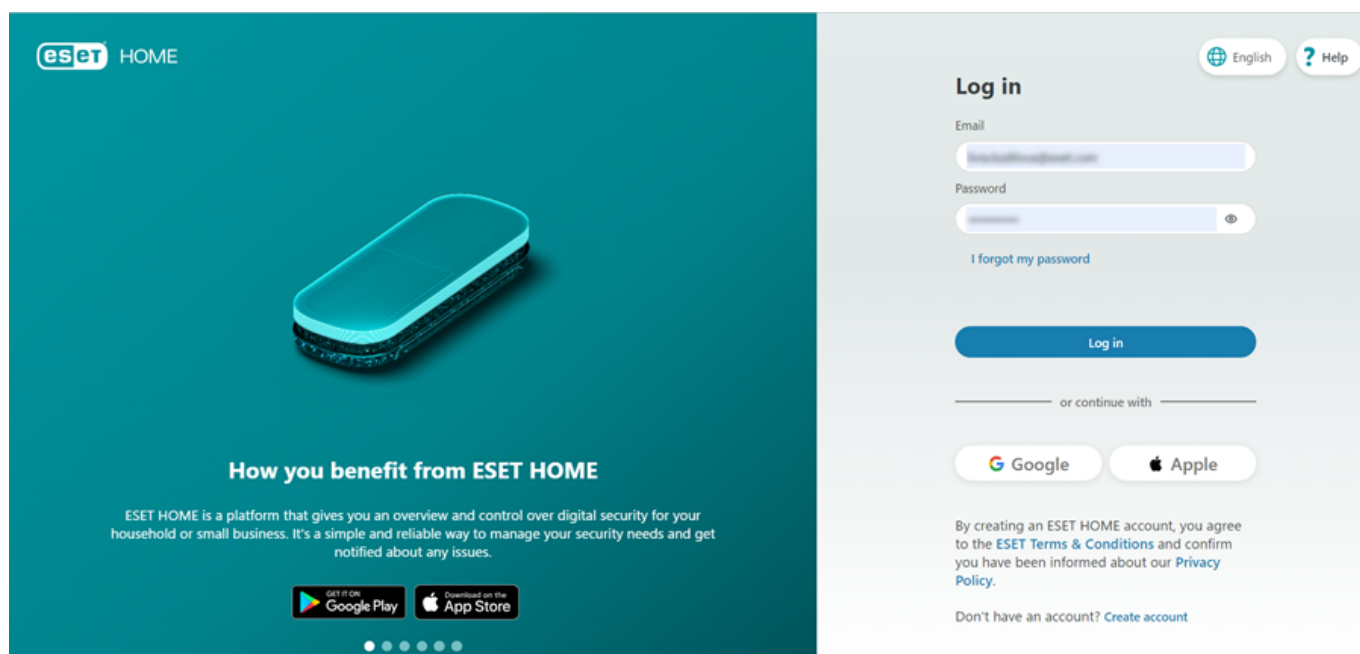 eset HOME
How you benefit from ESET HOME
ESET HOME is a platform that gives you an overview and control over digital security for your
household or small business. It's a simple and reliable way to manage your security needs and get
notified about any issues.
GET IT ON
Google Play
Download on the
App Store
English
Help
Log in
Email
Password
I forgot my password
Log in
or continue with
Google
Apple
By creating an ESET HOME account, you agree
to the ESET Terms & Conditions and confirm
you have been informed about our Privacy
Policy.
Don't have an account? Create account